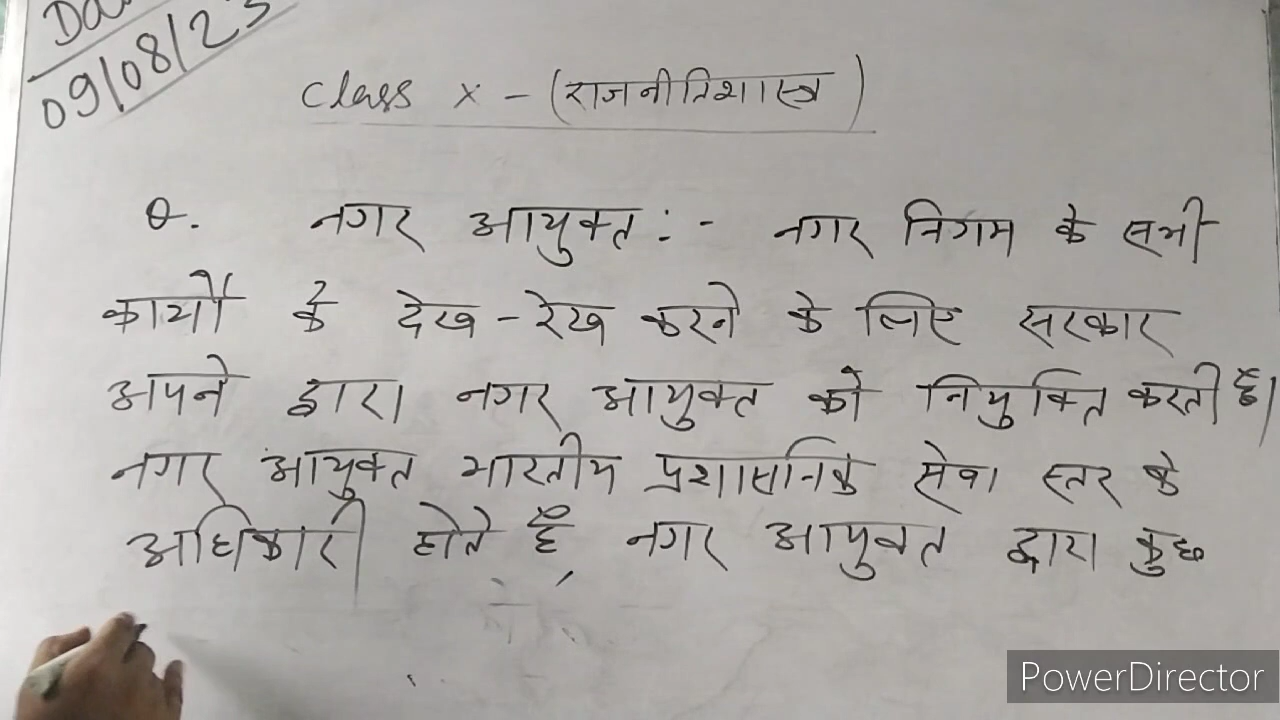 09/08/23
Class X - (राजनीतिशास्त्र)
Q. नगर आयुक्त :- नगर निगम के सभी
कार्यों के देख-रेख करने के लिए सरकार
अपने द्वारा नगर आयुक्त को नियुक्ति करती है।
नगर आयुक्त भारतीय प्रशासनिक सेवा स्तर के
अधिकारी होते हैं, नगर आयुक्त द्वारा कुछ
PowerDirector